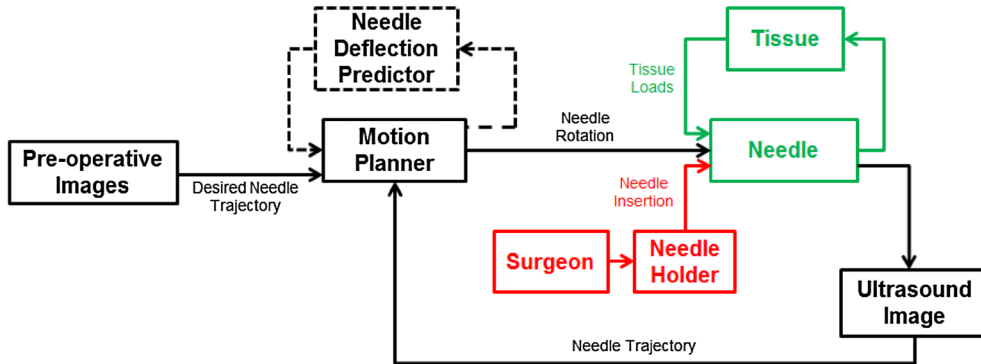 Needle
Deflection
Predictor
Tissue
Tissue
Loads
Needle
Rotation
Motion
Planner
Needle
Pre-operative
Images
Desired Needle
Trajectory
Needle
Insertion
Surgeon
Needle
Holder
Ultrasound
Image
Needle Trajectory